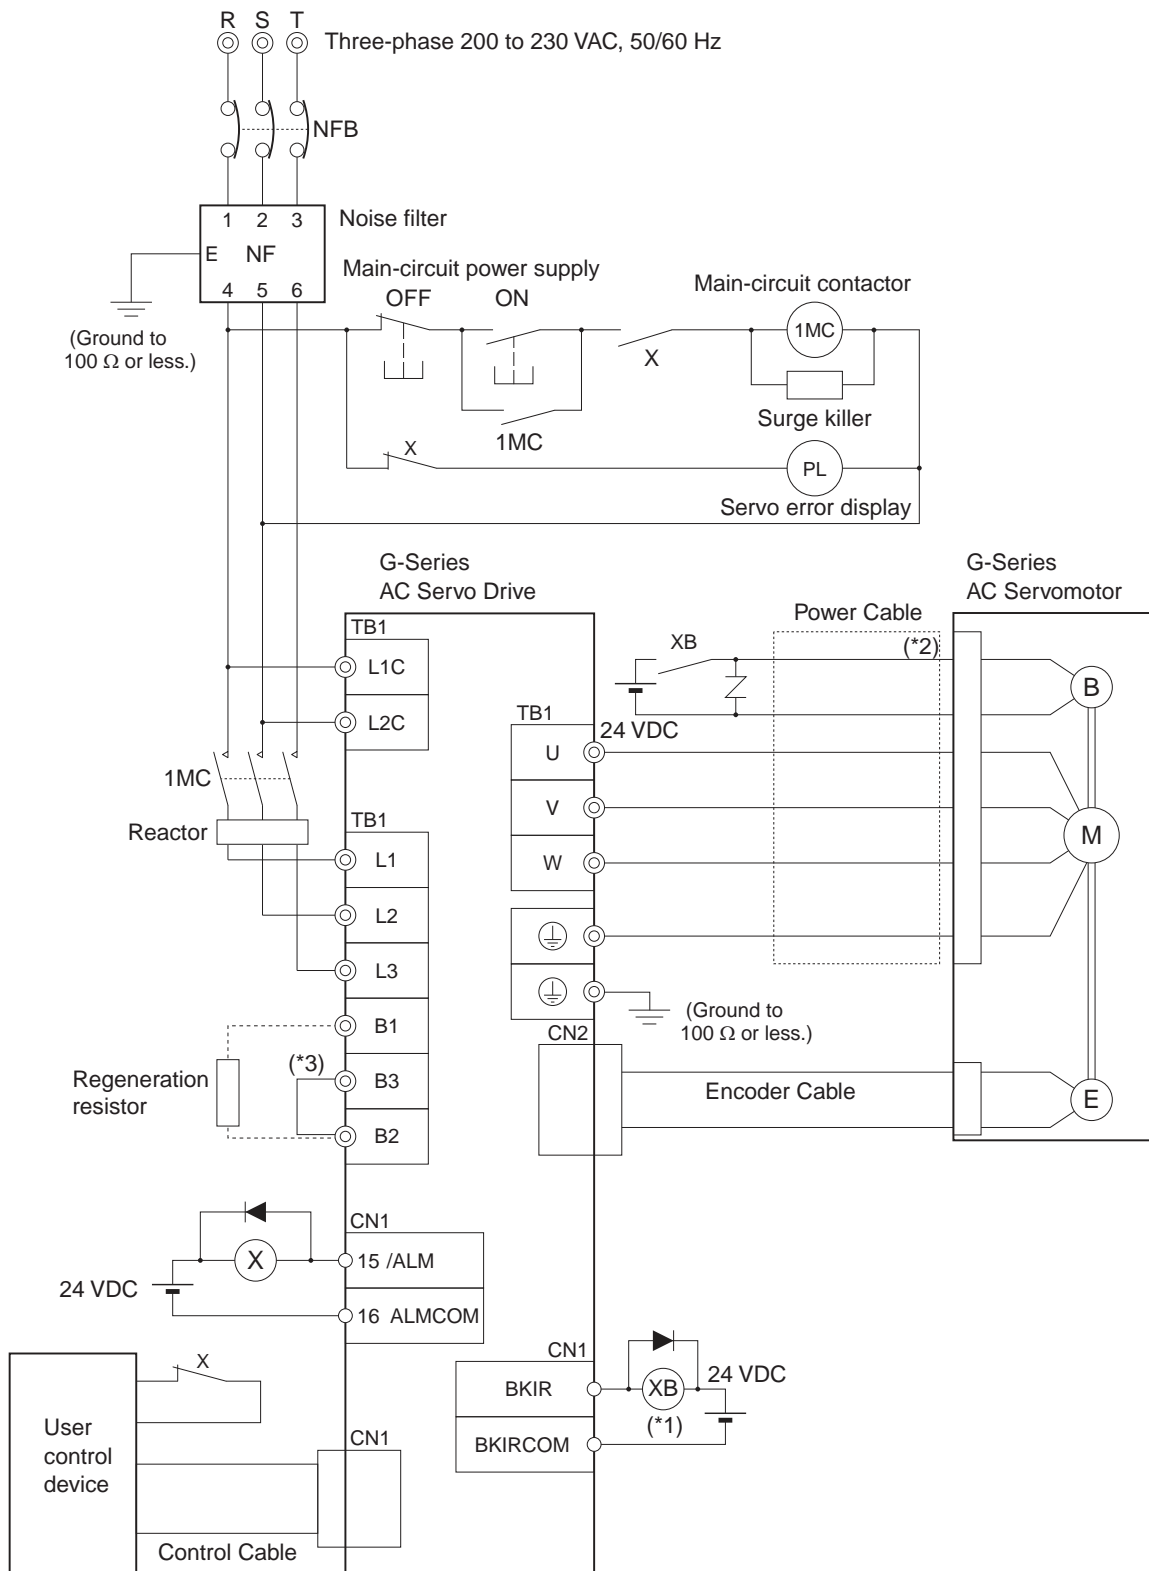 R S T
Three-phase 200 to 230 VAC, 50/60 Hz
NFB
1 2 3
Noise filter
E NF
4 5 6
(Ground to
100 Ω or less.)
Main-circuit power supply
OFF ON
Main-circuit contactor
1MC
X
Surge killer
1MC
X
PL
Servo error display
G-Series
AC Servo Drive
G-Series
AC Servomotor
TB1
L1C
L2C
Power Cable
XB
(*2)
B
24 VDC
TB1
U
V
W
M
1MC
Reactor
TB1
L1
L2
L3
B1
B3
B2
(*3)
Regeneration
resistor
(Ground to
100 Ω or less.)
CN2
Encoder Cable
E
CN1
X
15 /ALM
24 VDC
16 ALMCOM
CN1
BKIR
XB
24 VDC
(*1)
BKIRCOM
X
User
control
device
CN1
Control Cable